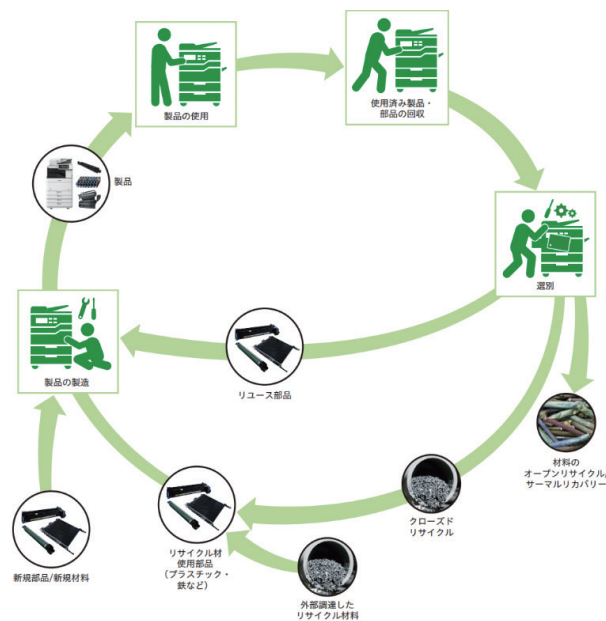 製品の使用
使用済み製品・
部品の回収
製品
選別
製品の製造
リユース部品
材料の
オープンリサイクル/
サーマルリカバリー
クローズド
リサイクル
リサイクル材
使用部品
(プラスチック・
鉄など)
新規部品/新規材料
外部調達した
リサイクル材料